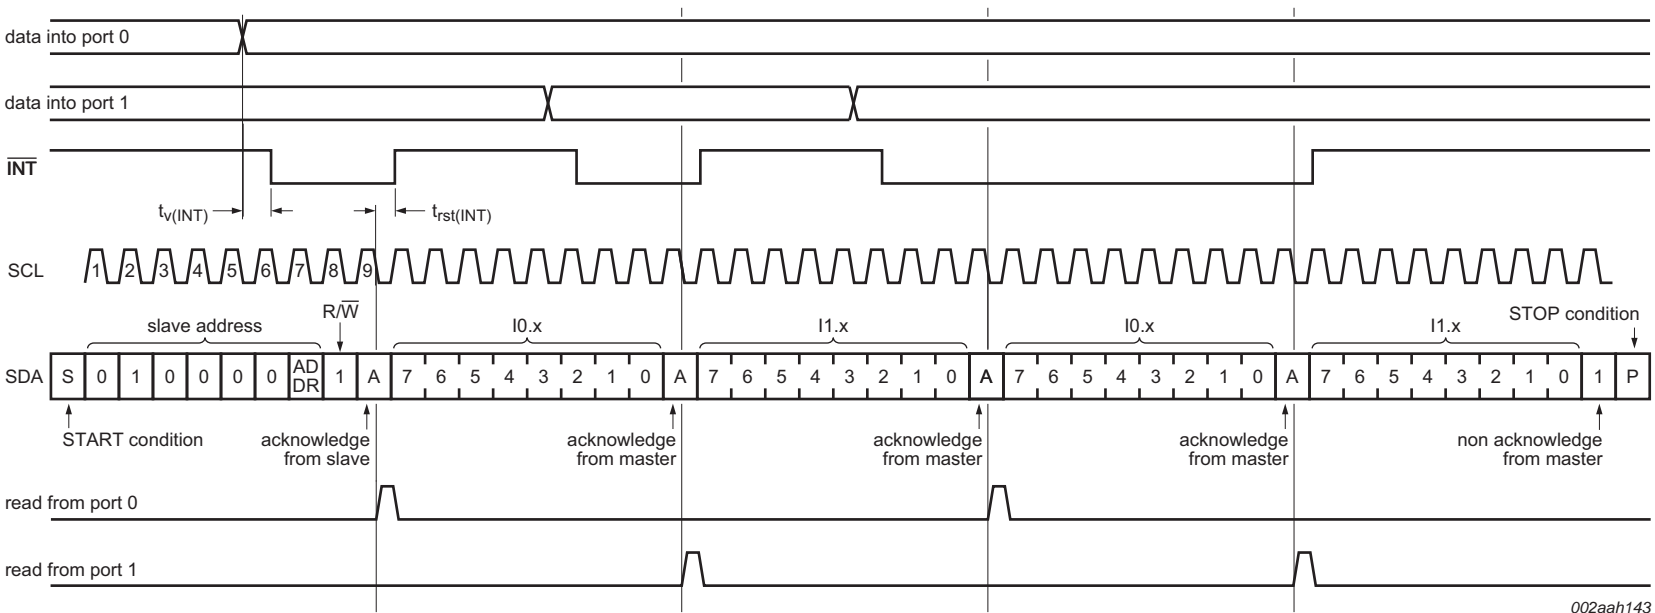 data into port 0
data into port 1
INT
tv(INT)
trst(INT)
SCL
1 2 3 4 5 6 7 8 9
R/W
slave address
I0.x
I1.x
I0.x
I1.x
STOP condition
SDA
S 0 1 0 0 0 0 AD DR 1 A 7 6 5 4 3 2 1 0 A 7 6 5 4 3 2 1 0 A 7 6 5 4 3 2 1 0 A 7 6 5 4 3 2 1 0 1 P
START condition
acknowledge
from slave
acknowledge
from master
acknowledge
from master
acknowledge
from master
non acknowledge
from master
read from port 0
read from port 1
002aah143